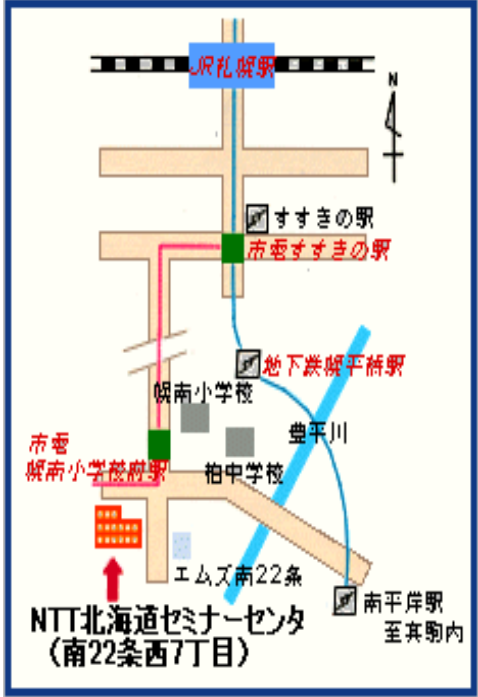 JR札幌駅
N
すすきの駅
市電すすきの駅
地下鉄幌平橋駅
幌南小学校
豊平川
市電
幌南小学校前駅
柏中学校
エムズ南22条
NTT北海道セミナーセンタ
(南22条西7丁目)
南平岸駅
至真駒内